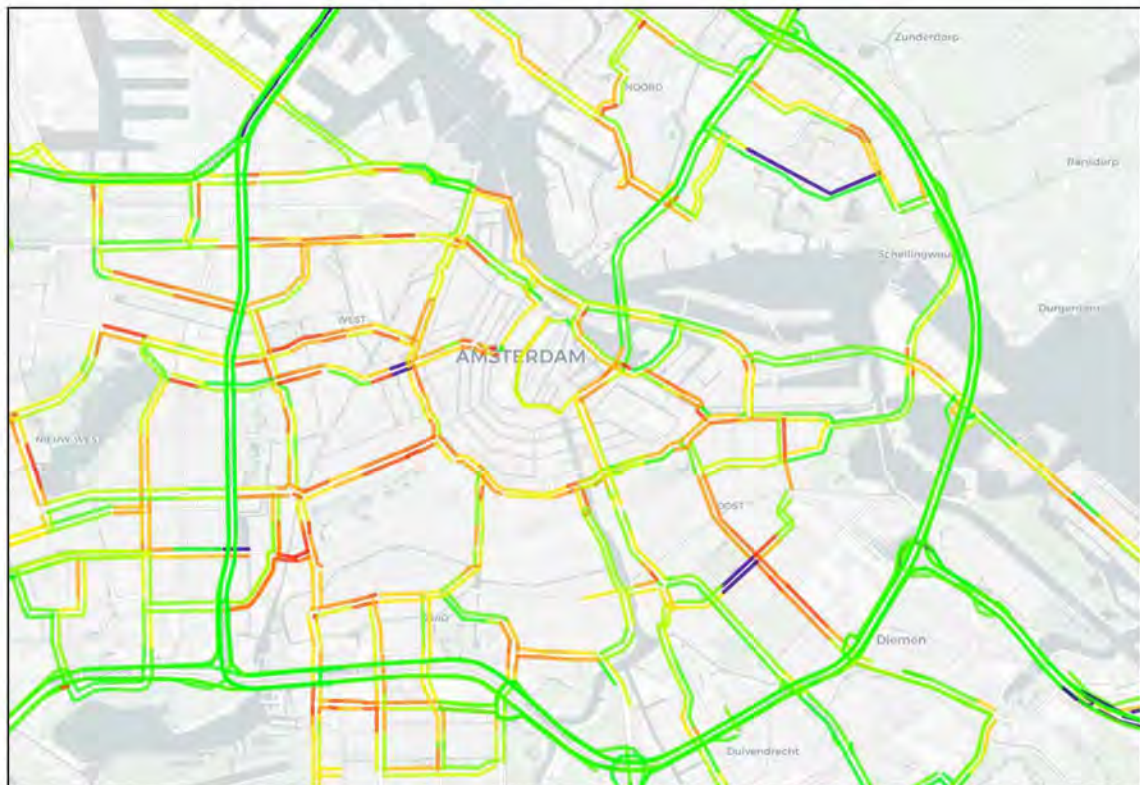 Zunderdorp
NOORD
Ransdorp
Schellingwoude
Durgerdam
WEST
AMSTERDAM
NIEUW-WEST
OOST
ZUID
Diemen
Duivendrecht